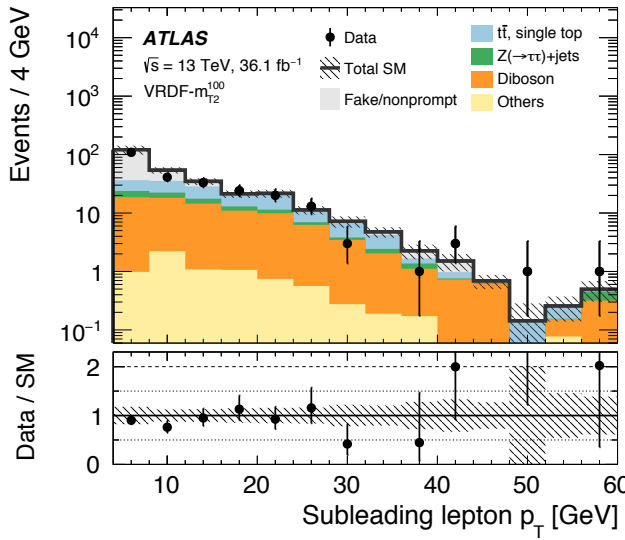 ATLAS
√s = 13 TeV, 36.1 fb⁻¹
VRDF-m¹⁰⁰T2
Data
Total SM
Fake/nonprompt
tt̄, single top
Z(→ττ)+jets
Diboson
Others
Events / 4 GeV
10⁴
10³
10²
10
1
10⁻¹
Data / SM
2
1
0
10 20 30 40 50 60
Subleading lepton pT [GeV]